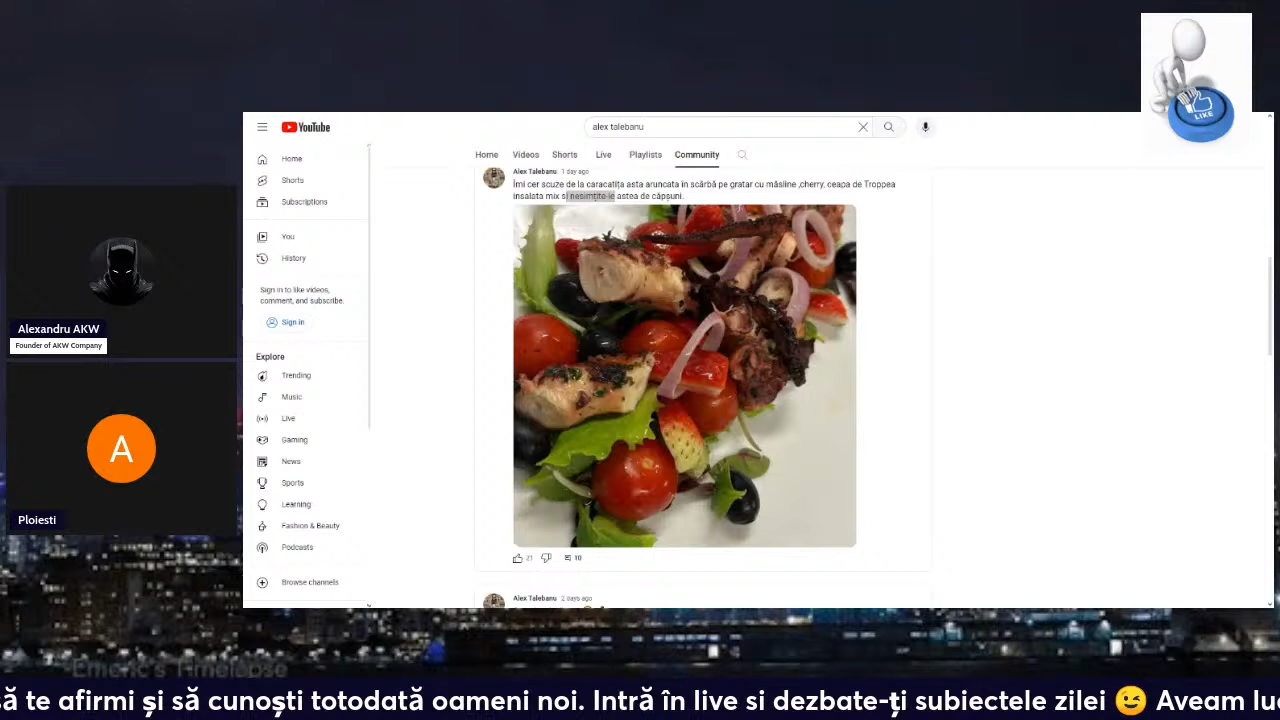 LIKE
YouTube
alex talebanu
Home
Shorts
Subscriptions
You
History
Sign in to like videos,
comment, and subscribe.
Sign in
Explore
Trending
Music
Live
Gaming
News
Sports
Learning
Fashion & Beauty
Podcasts
Browse channels
Home Videos Shorts Live Playlists Community
Alex Talebanu 1 day ago
Îmi cer scuze de la caracatița asta aruncata în scârbă pe gratar cu măsline ,cherry, ceapa de Troppea
insalata mix si nesimțite-le astea de căpșuni.
21 10
Alex Talebanu 2 days ago
Alexandru AKW
Founder of AKW Company
A
Ploiesti
Emeric's Timelapse
să te afirmi și să cunoști totodată oameni noi. Intră în live si dezbate-ți subiectele zilei 😉 Aveam